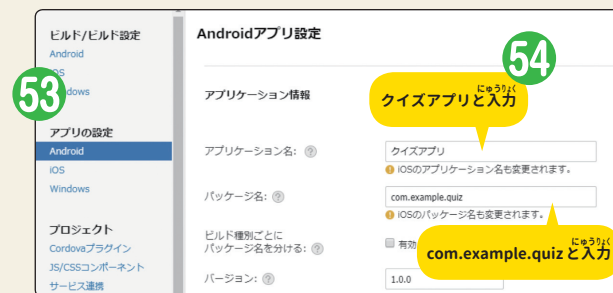 ビルド/ビルド設定
Android
53
アプリの設定
Android
iOS
Windows
プロジェクト
Cordovaプラグイン
JS/CSSコンポーネント
サービス連携
Androidアプリ設定
54
アプリケーション情報
クイズアプリと入力
にゅうりょく
アプリケーション名: ?
クイズアプリ
! iOSのアプリケーション名も変更されます。
パッケージ名: ?
com.example.quiz
! iOSのパッケージ名も変更されます。
ビルド種別ごとに
パッケージ名を分ける: ?
有効
com.example.quiz と入力
にゅうりょく
バージョン: ?
1.0.0